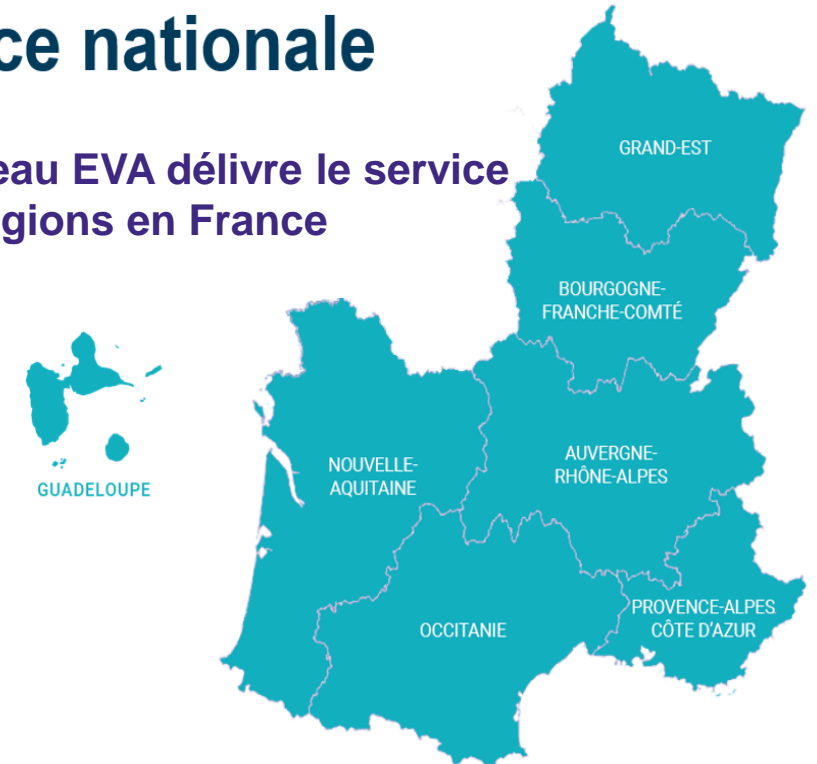 ce nationale
eau EVA délivre le service
égions en France
GRAND-EST
BOURGOGNE-
FRANCHE-COMTÉ
AUVERGNE-
RHÔNE-ALPES
NOUVELLE-
AQUITAINE
GUADELOUPE
PROVENCE-ALPES
CÔTE D'AZUR
OCCITANIE